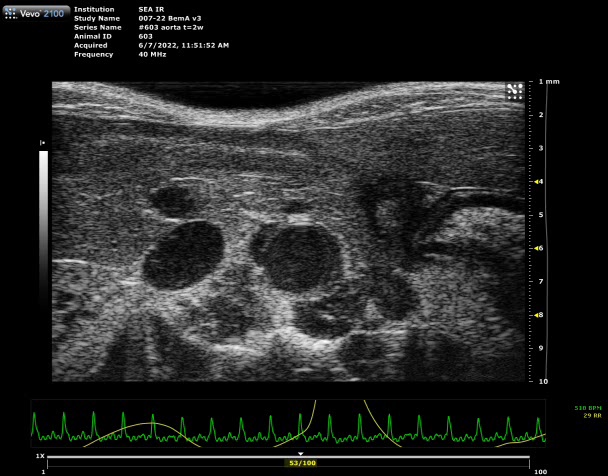 Vevo 2100
Institution SEA IR
Study Name 007-22 BemA v3
Series Name #603 aorta t=2w
Animal ID 603
Acquired 6/7/2022, 11:51:52 AM
Frequency 40 MHz
1 mm
2
3
4
5
6
7
8
9
10
510 BPM
29 RR
1X
53/100
1
100